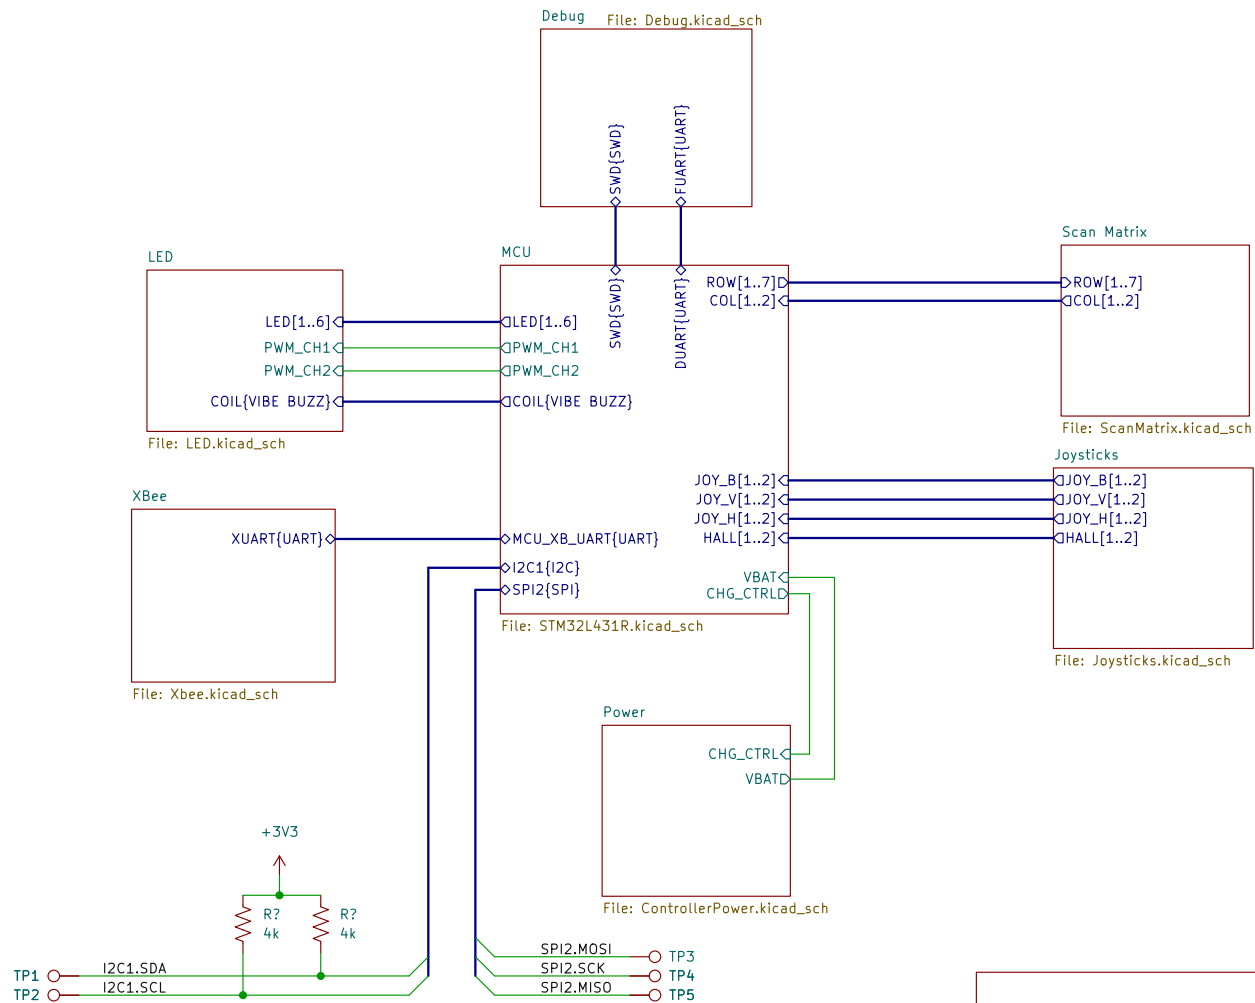 Debug
File: Debug.kicad_sch
SWD{SWD}
FUART{UART}
MCU
SWD{SWD}
DUART{UART}
ROW[1..7]
COL[1..2]
LED[1..6]
PWM_CH1
PWM_CH2
COIL{VIBE BUZZ}
JOY_B[1..2]
JOY_V[1..2]
JOY_H[1..2]
HALL[1..2]
MCU_XB_UART{UART}
I2C1{I2C}
SPI2{SPI}
VBAT
CHG_CTRL
File: STM32L431R.kicad_sch
LED
LED[1..6]
PWM_CH1
PWM_CH2
COIL{VIBE BUZZ}
File: LED.kicad_sch
Scan Matrix
ROW[1..7]
COL[1..2]
File: ScanMatrix.kicad_sch
Joysticks
JOY_B[1..2]
JOY_V[1..2]
JOY_H[1..2]
HALL[1..2]
File: Joysticks.kicad_sch
XBee
XUART{UART}
File: Xbee.kicad_sch
Power
CHG_CTRL
VBAT
File: ControllerPower.kicad_sch
+3V3
R?
4k
R?
4k
TP1
I2C1.SDA
TP2
I2C1.SCL
SPI2.MOSI
TP3
SPI2.SCK
TP4
SPI2.MISO
TP5